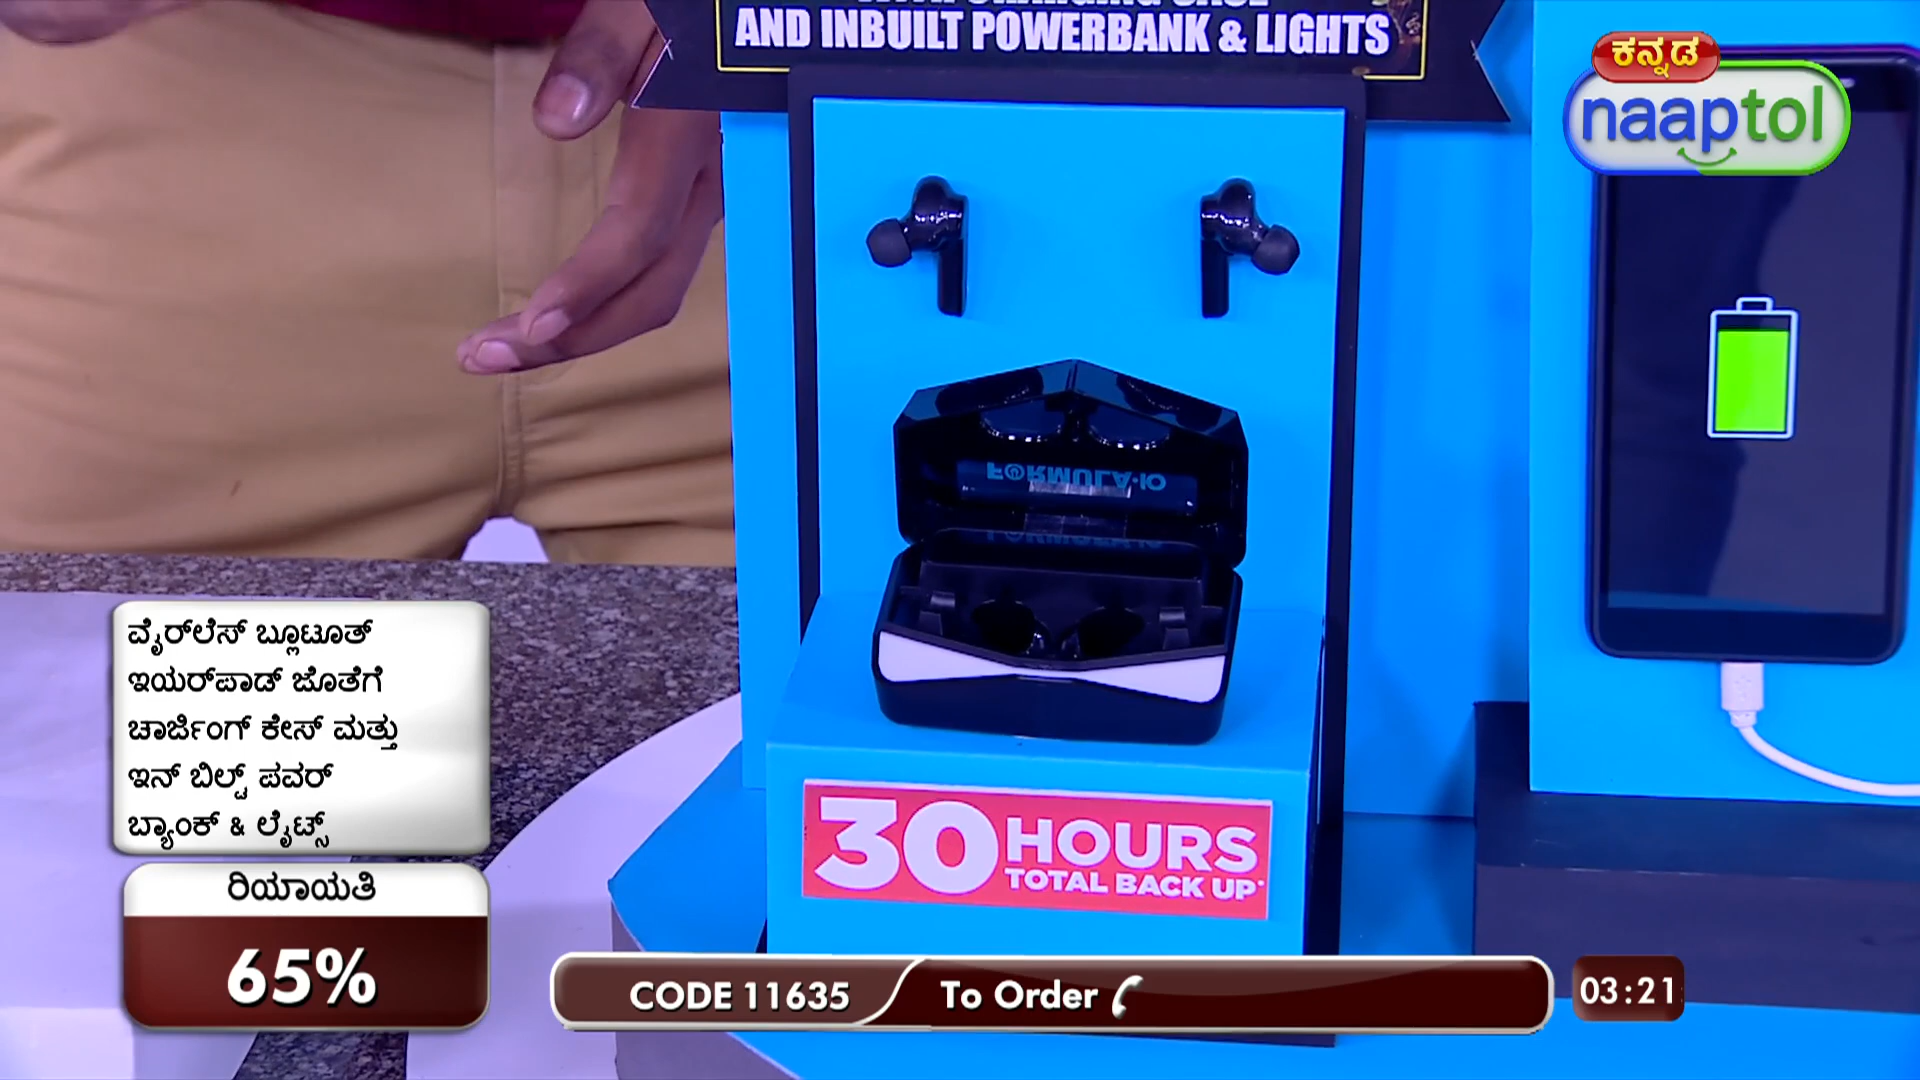 AND INBUILT POWERBANK & LIGHTS
ಕನ್ನಡ
naaptol
FORMULA-10
ವೈರ್‌ಲೆಸ್ ಬ್ಲೂಟೂತ್
ಇಯರ್‌ಪಾಡ್ ಜೊತೆಗೆ
ಚಾರ್ಜಿಂಗ್ ಕೇಸ್ ಮತ್ತು
ಇನ್ ಬಿಲ್ಟ್ ಪವರ್
ಬ್ಯಾಂಕ್ & ಲೈಟ್ಸ್
30 HOURS
TOTAL BACK UP*
ರಿಯಾಯತಿ
65%
CODE 11635 To Order
03:21